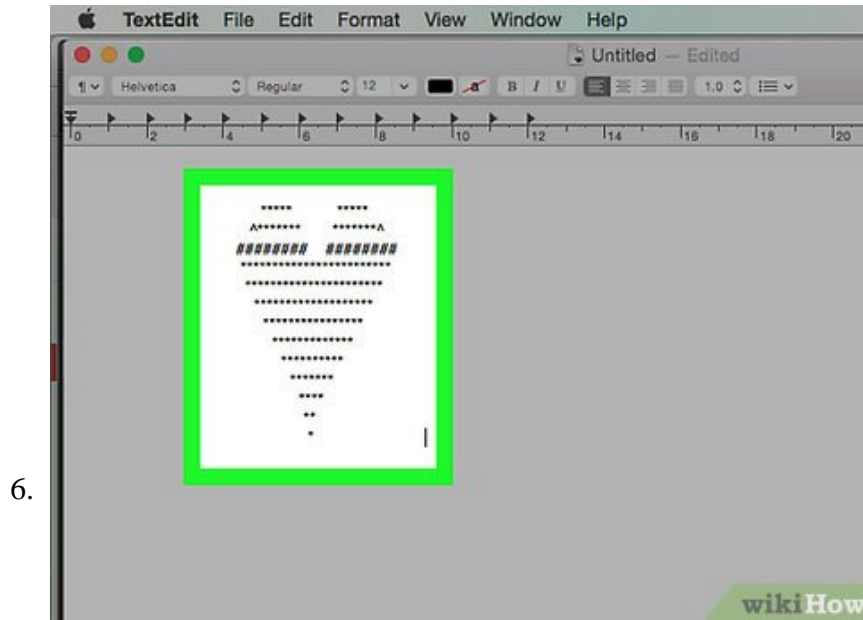 TextEdit File Edit Format View Window Help
Untitled — Edited
¶ Helvetica Regular 12 a B I U 1.0
0 2 4 6 8 10 12 14 16 18 20
***** *****
^******* *******^
######## ########
*************************
***********************
********************
*****************
**************
***********
*******
****
**
*
6.
wikiHow